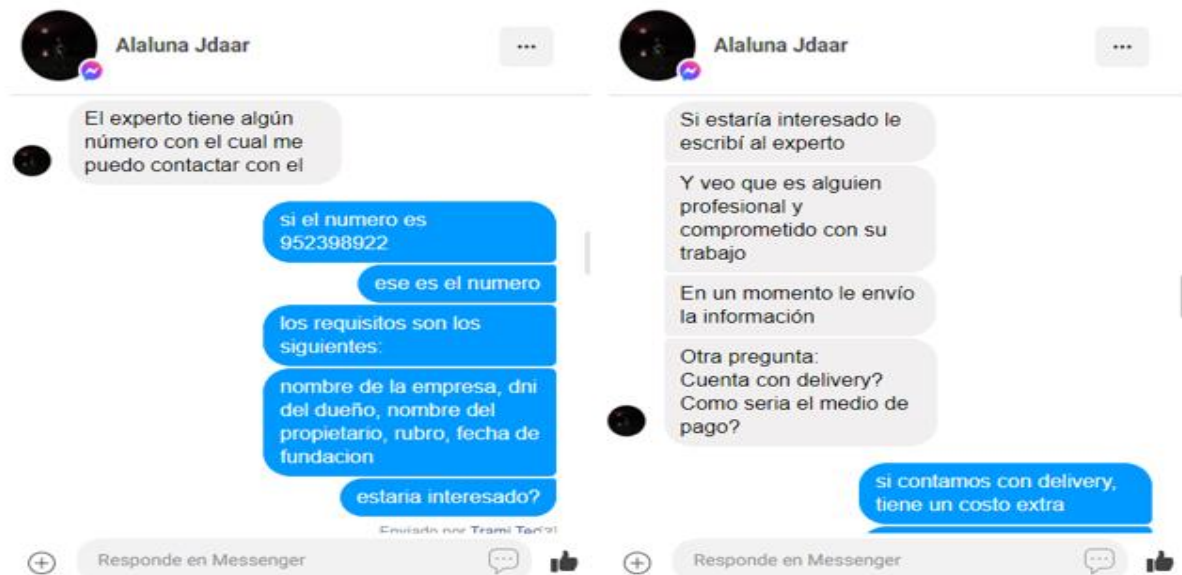 Alaluna Jdaar
El experto tiene algún
número con el cual me
puedo contactar con el
si el numero es
952398922
ese es el numero
los requisitos son los
siguientes:
nombre de la empresa, dni
del dueño, nombre del
propietario, rubro, fecha de
fundacion
estaria interesado?
Enviado por Trami
Responde en Messenger
Alaluna Jdaar
Si estaría interesado le
escribí al experto
Y veo que es alguien
profesional y
comprometido con su
trabajo
En un momento le envío
la información
Otra pregunta:
Cuenta con delivery?
Como seria el medio de
pago?
si contamos con delivery,
tiene un costo extra
Responde en Messenger